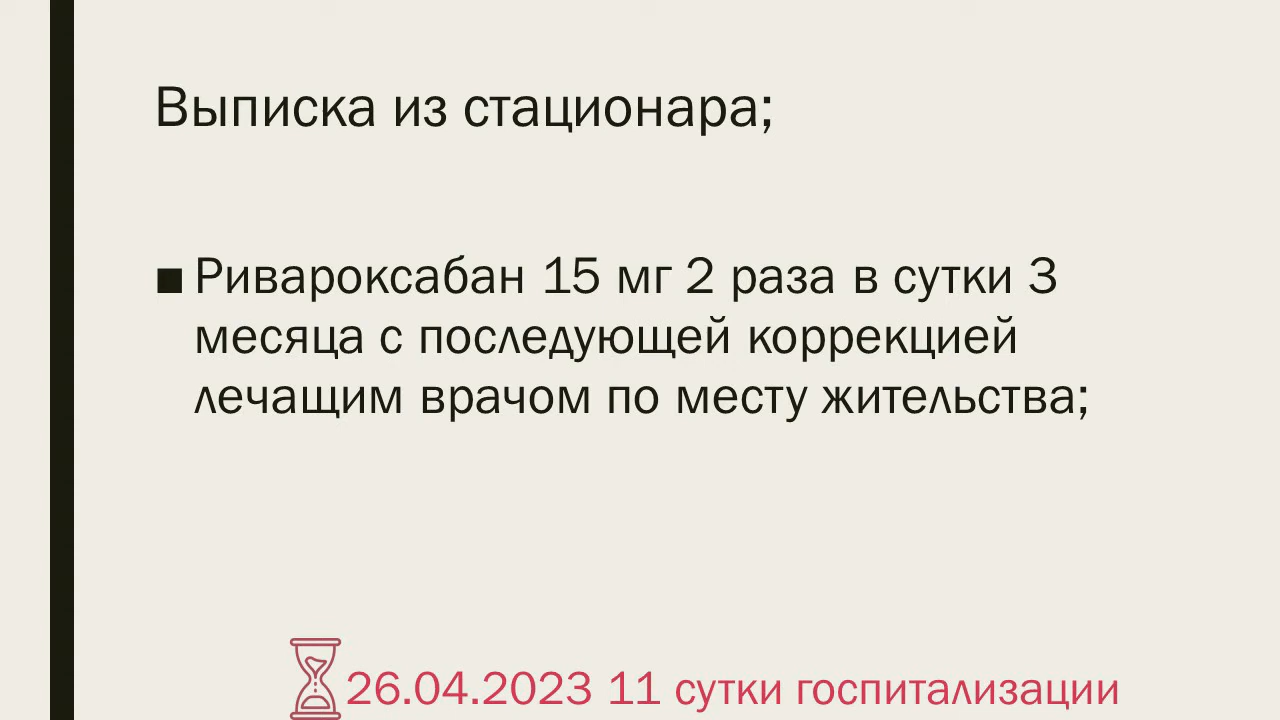 Выписка из стационара;
■ Ривароксабан 15 мг 2 раза в сутки 3
месяца с последующей коррекцией
лечащим врачом по месту жительства;
26.04.2023 11 сутки госпитализации